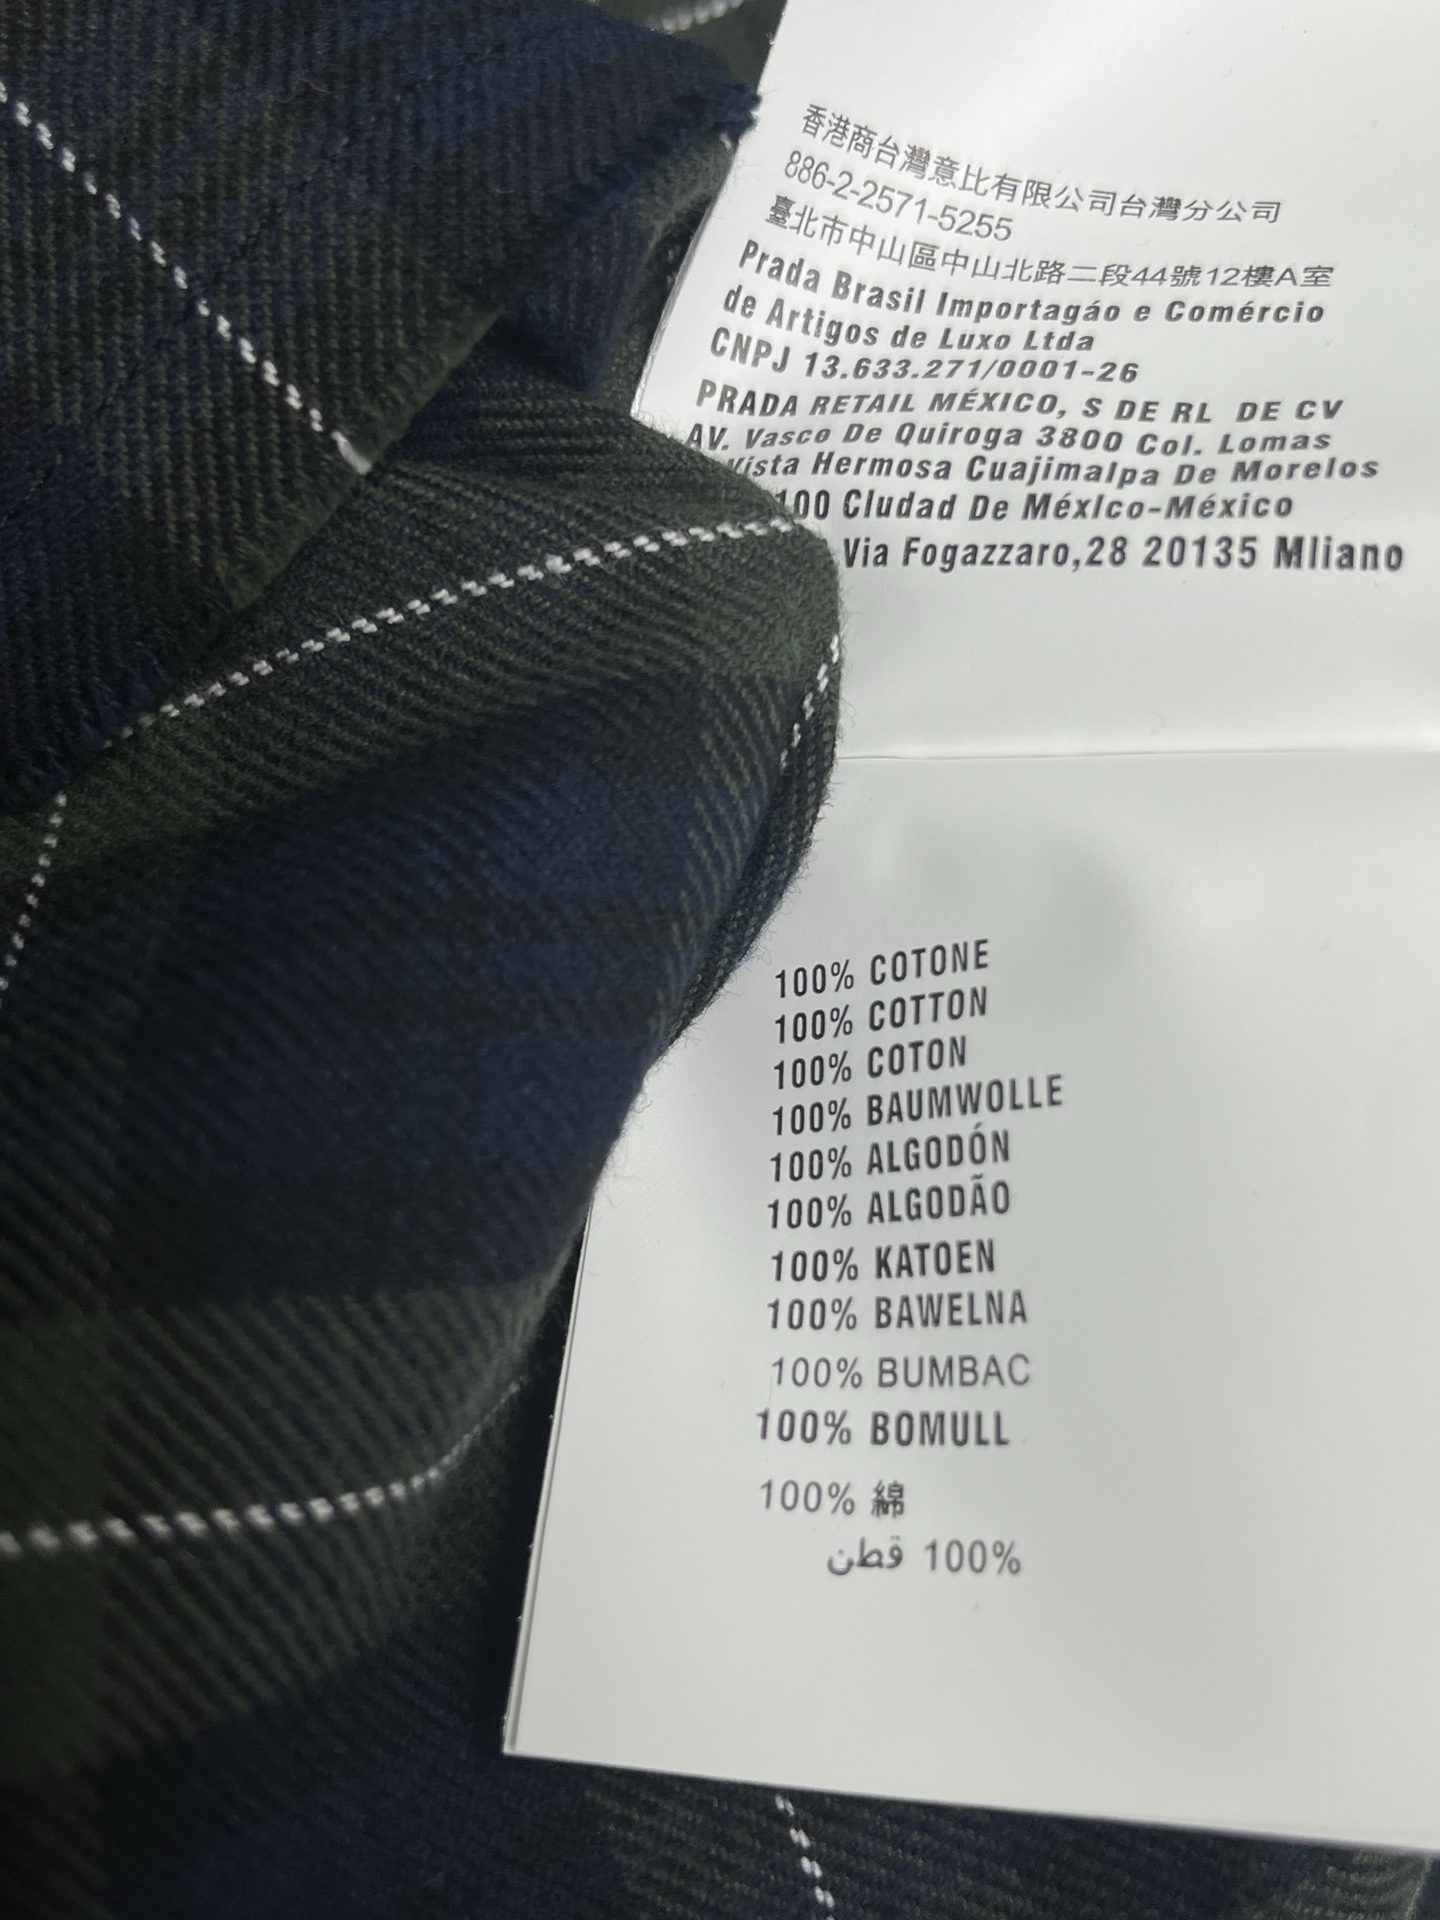 香港商台灣意比有限公司台灣分公司
886-2-2571-5255
臺北市中山區中山北路二段44號12樓A室
Prada Brasil Importagáo e Comércio
de Artigos de Luxo Ltda
CNPJ 13.633.271/0001-26
PRADA RETAIL MÉXICO, S DE RL DE CV
AV. Vasco De Quiroga 3800 Col. Lomas
Vista Hermosa Cuajimalpa De Morelos
100 Cludad De Méxlco-México
Via Fogazzaro,28 20135 Mliano
100% COTONE
100% COTTON
100% COTON
100% BAUMWOLLE
100% ALGODÓN
100% ALGODÃO
100% KATOEN
100% BAWELNA
100% BUMBAC
100% BOMULL
100% 綿
100% قطن